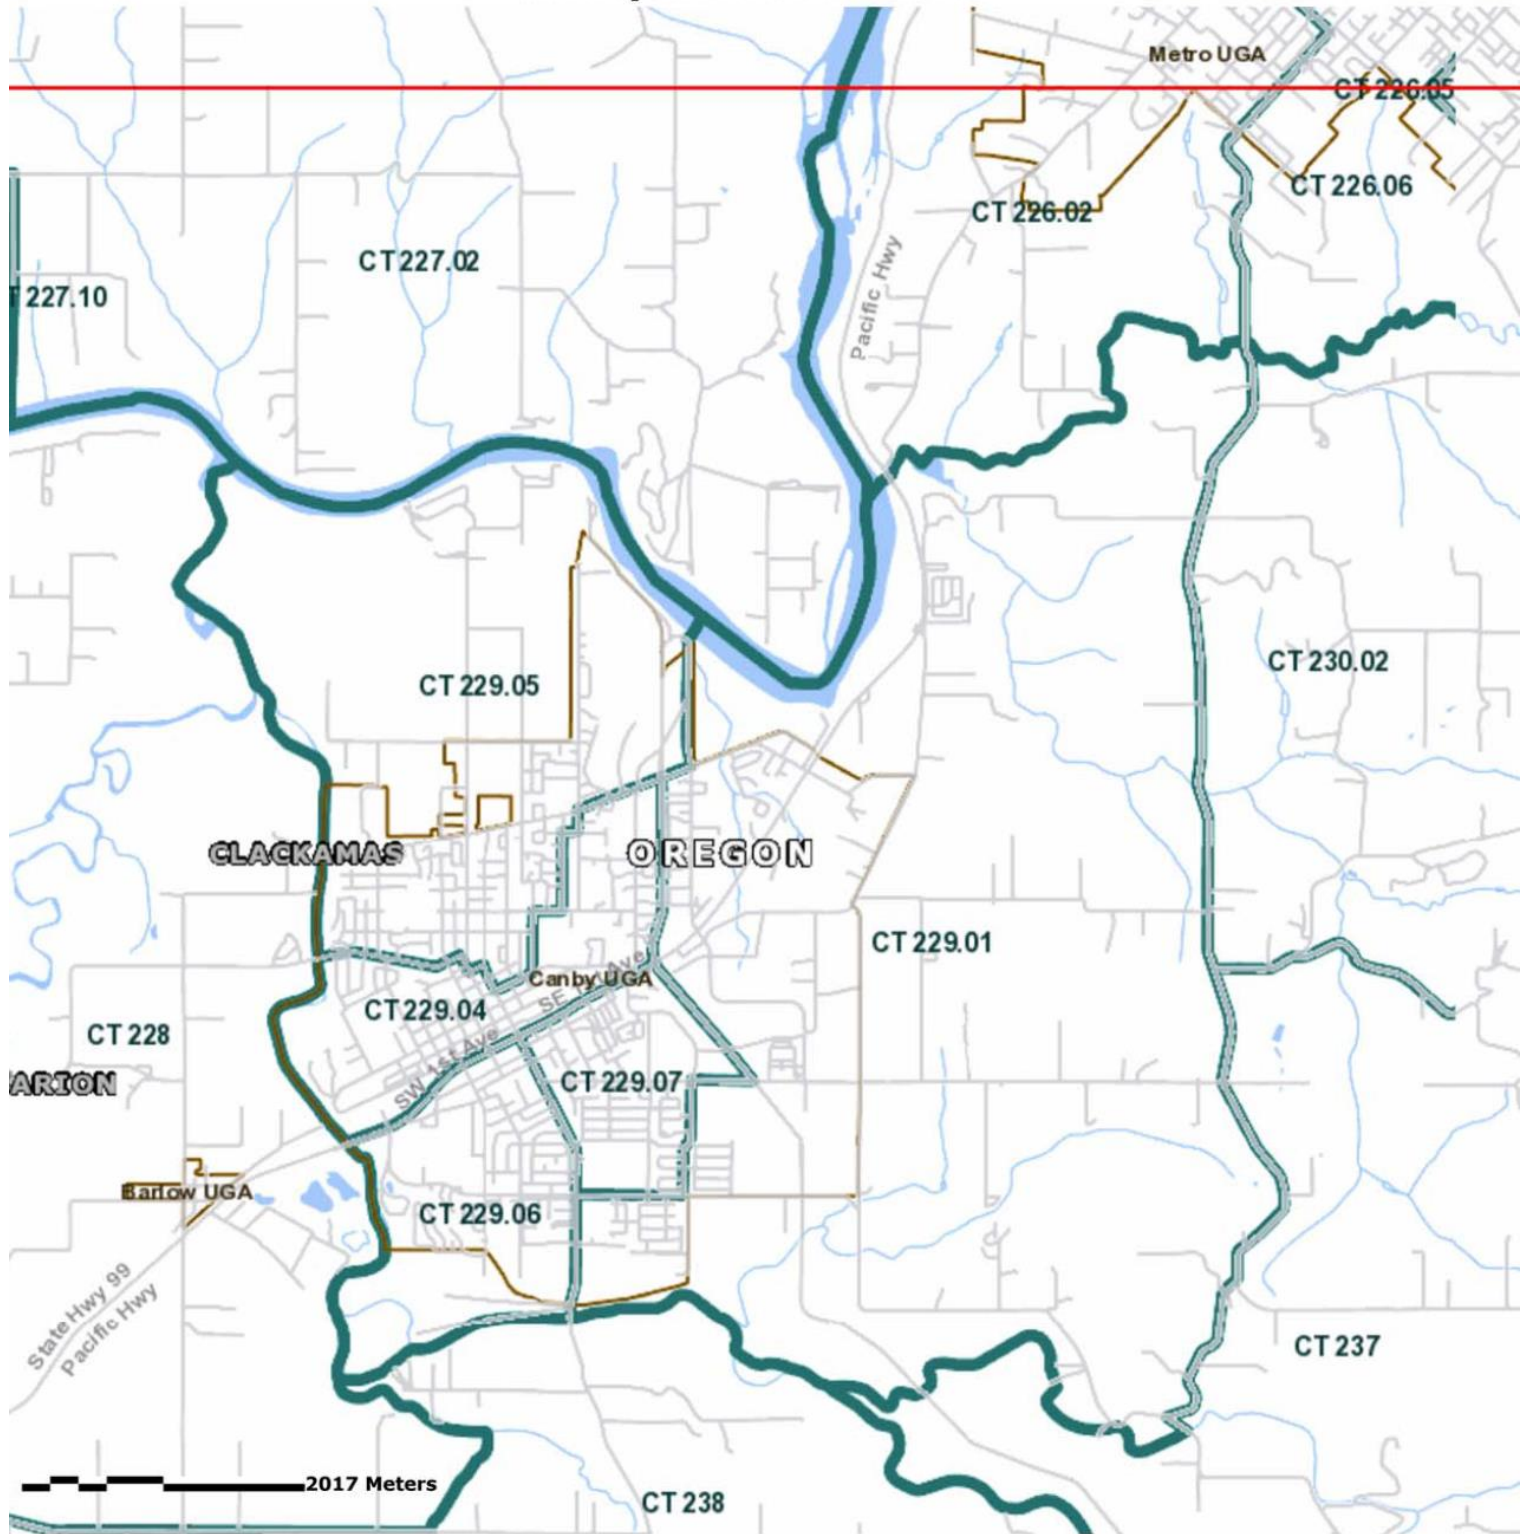 Metro UGA
CT 226.05
CT 226.06
CT 226.02
CT 227.02
227.10
Pacific Hwy
CT 229.05
CT 230.02
CLACKAMAS
OREGON
CT 229.01
Canby UGA
CT 229.04
CT 228
SW 1st Ave
CT 229.07
ARION
Barlow UGA
CT 229.06
State Hwy 99
Pacific Hwy
CT 237
2017 Meters
CT 238